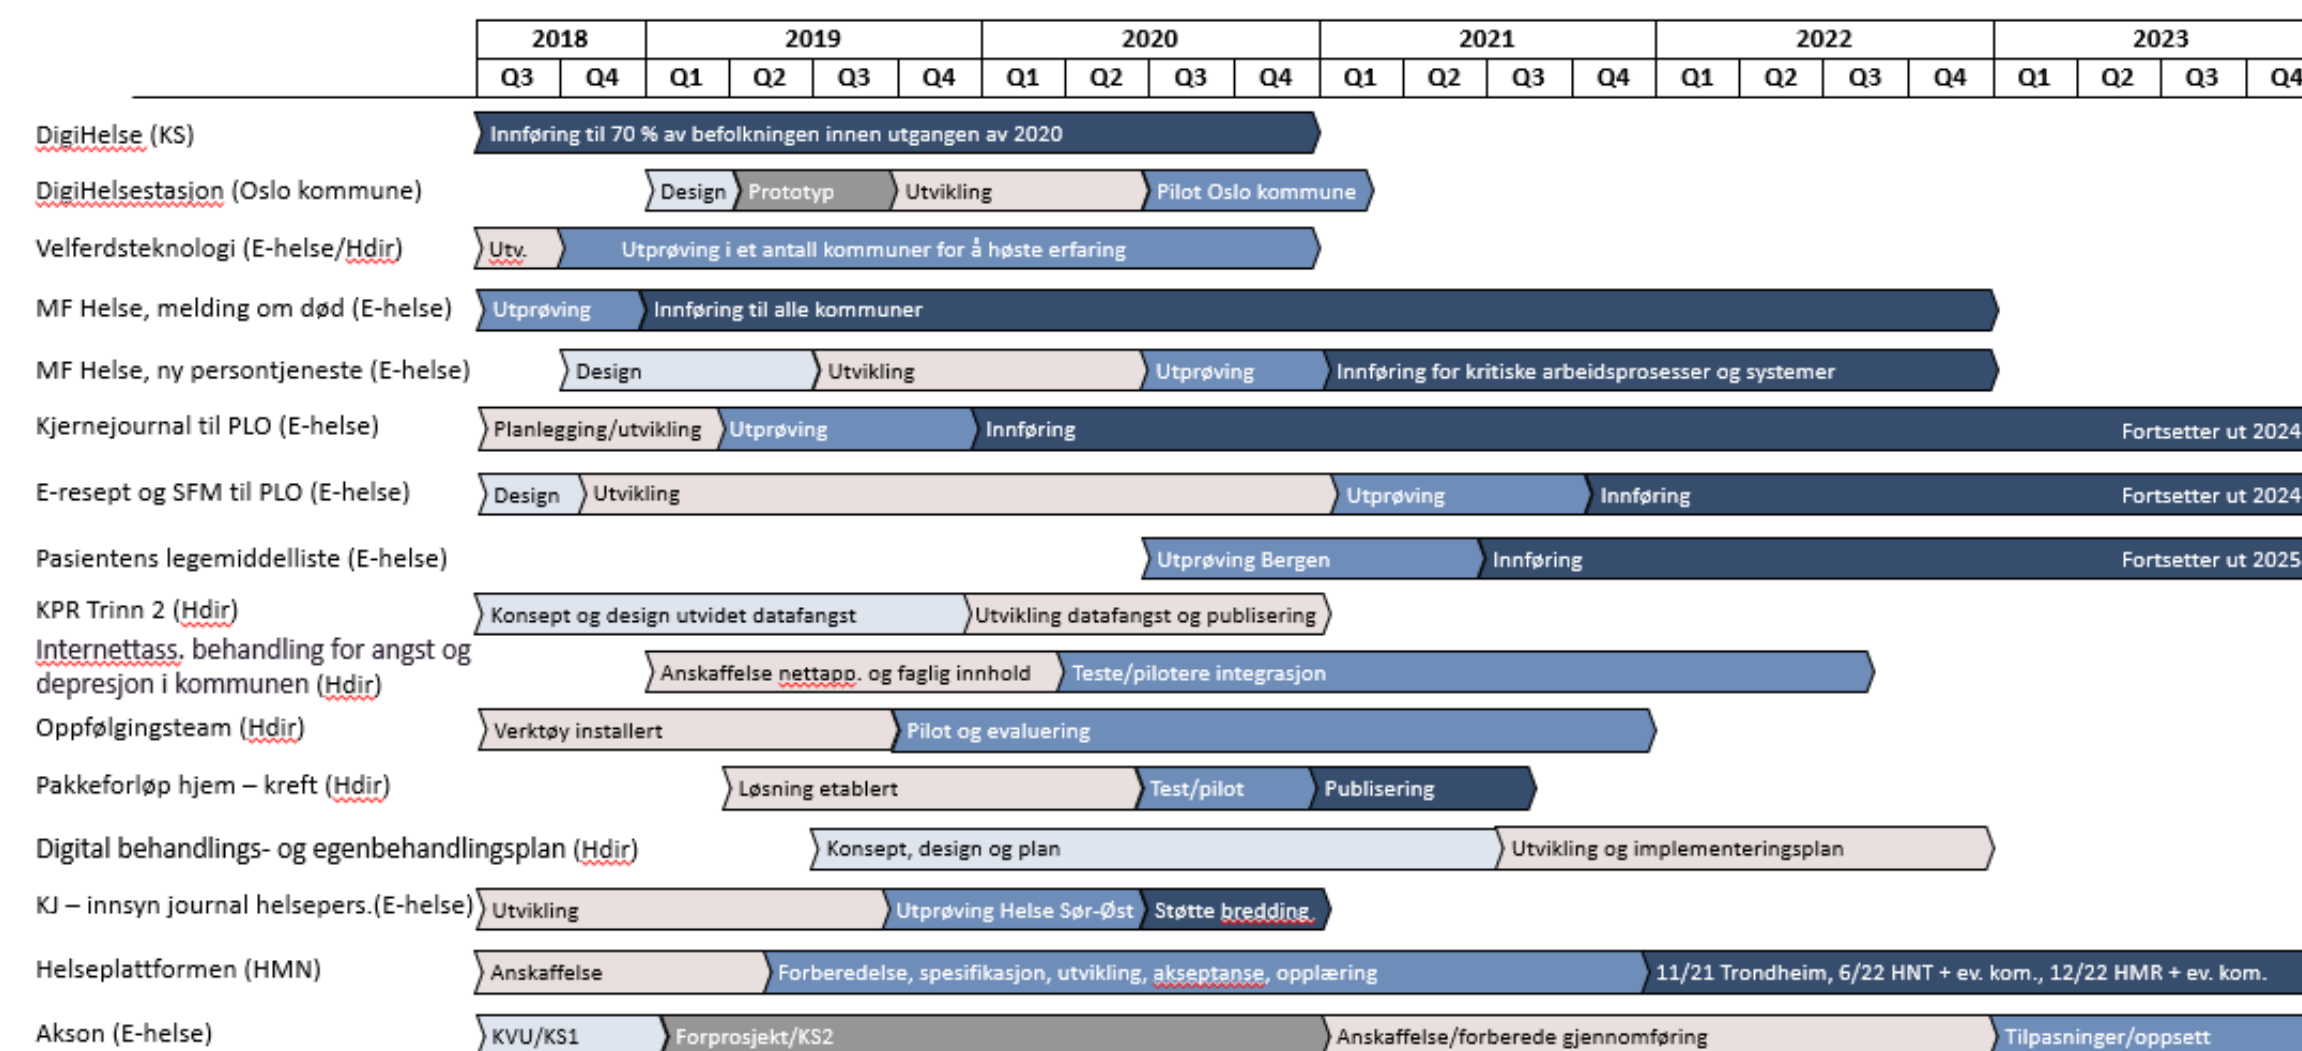 2018 2019 2020 2021 2022 2023
Q3 Q4 Q1 Q2 Q3 Q4 Q1 Q2 Q3 Q4 Q1 Q2 Q3 Q4 Q1 Q2 Q3 Q4 Q1 Q2 Q3 Q4
DigiHelse (KS) Innføring til 70 % av befolkningen innen utgangen av 2020
DigiHelsestasjon (Oslo kommune) Design Prototyp Utvikling Pilot Oslo kommune
Velferdsteknologi (E-helse/Hdir) Utv. Utprøving i et antall kommuner for å høste erfaring
MF Helse, melding om død (E-helse) Utprøving Innføring til alle kommuner
MF Helse, ny persontjeneste (E-helse) Design Utvikling Utprøving Innføring for kritiske arbeidsprosesser og systemer
Kjernejournal til PLO (E-helse) Planlegging/utvikling Utprøving Innføring Fortsetter ut 2024
E-resept og SFM til PLO (E-helse) Design Utvikling Utprøving Innføring Fortsetter ut 2024
Pasientens legemiddelliste (E-helse) Utprøving Bergen Innføring Fortsetter ut 2025
KPR Trinn 2 (Hdir) Konsept og design utvidet datafangst Utvikling datafangst og publisering
Internettass. behandling for angst og
depresjon i kommunen (Hdir) Anskaffelse nettapp. og faglig innhold Teste/pilotere integrasjon
Oppfølgingsteam (Hdir) Verktøy installert Pilot og evaluering
Pakkeforløp hjem – kreft (Hdir) Løsning etablert Test/pilot Publisering
Digital behandlings- og egenbehandlingsplan (Hdir) Konsept, design og plan Utvikling og implementeringsplan
KJ – innsyn journal helsepers.(E-helse) Utvikling Utprøving Helse Sør-Øst Støtte bredding.
Helseplattformen (HMN) Anskaffelse Forberedelse, spesifikasjon, utvikling, akseptanse, opplæring 11/21 Trondheim, 6/22 HNT + ev. kom., 12/22 HMR + ev. kom.
Akson (E-helse) KVU/KS1 Forprosjekt/KS2 Anskaffelse/forberede gjennomføring Tilpasninger/oppsett